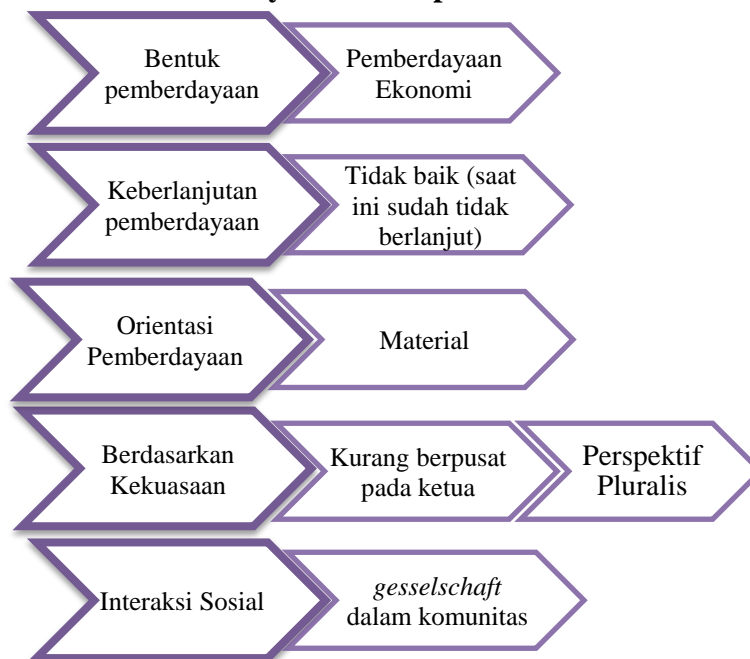 Bentuk
pemberdayaan
Pemberdayaan
Ekonomi
Keberlanjutan
pemberdayaan
Tidak baik (saat
ini sudah tidak
berlanjut)
Orientasi
Pemberdayaan
Material
Berdasarkan
Kekuasaan
Kurang berpusat
pada ketua
Perspektif
Pluralis
Interaksi Sosial
gesselschaft
dalam komunitas